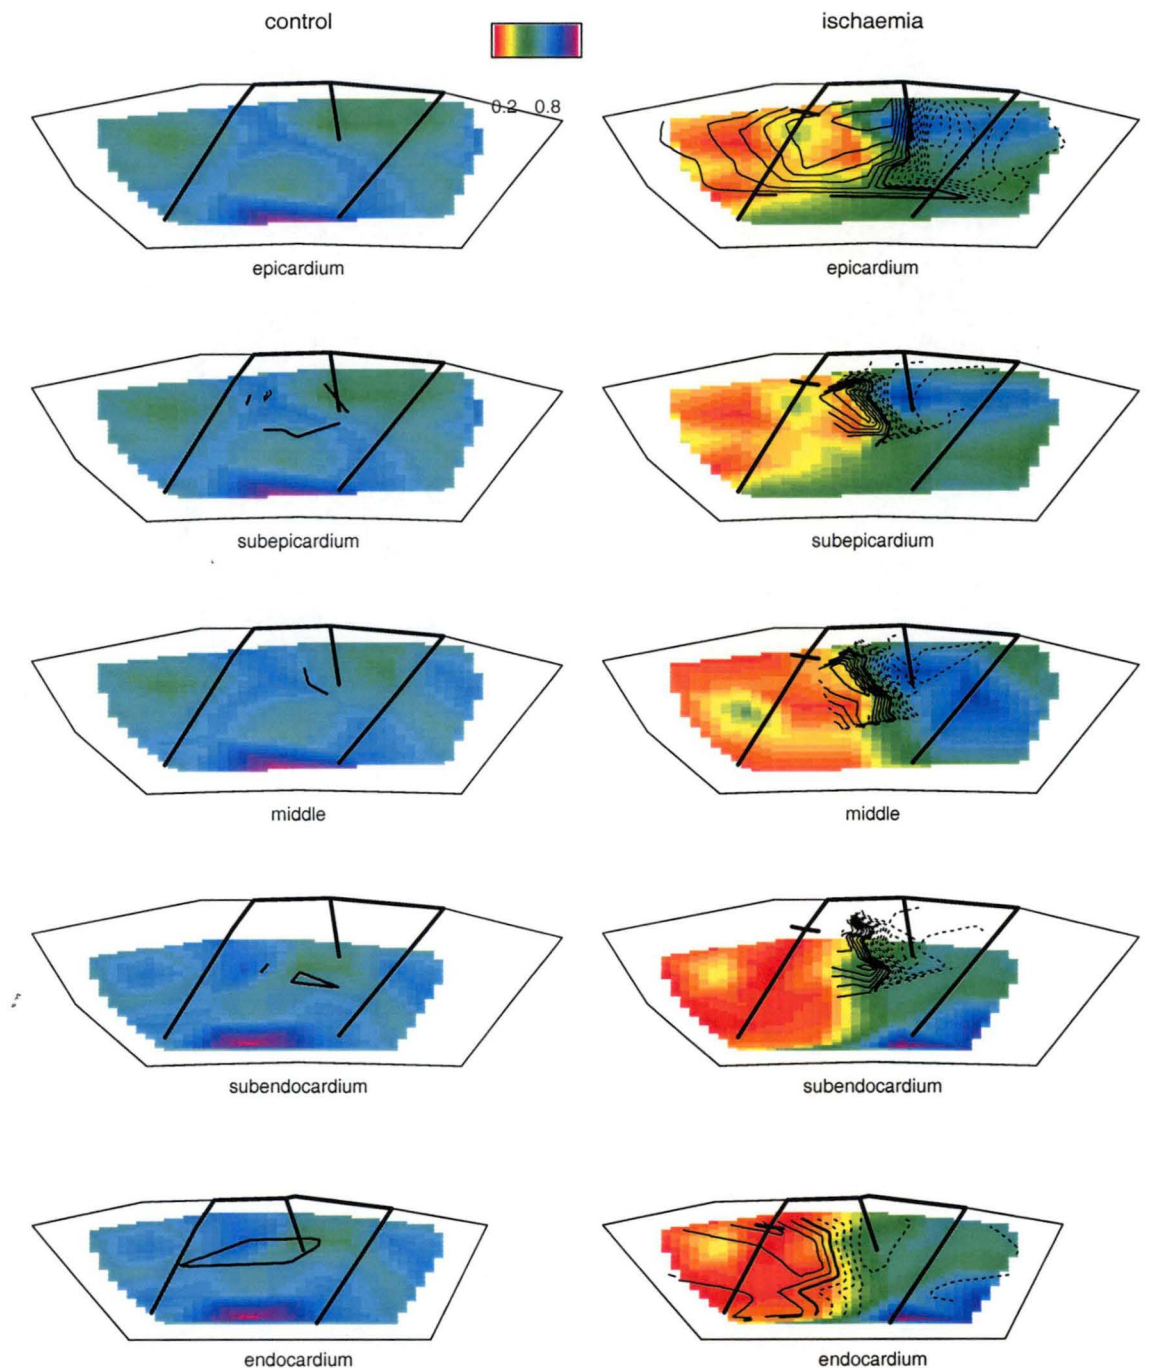 control ischaemia
0.2 0.8
epicardium epicardium
subepicardium subepicardium
middle middle
subendocardium subendocardium
endocardium endocardium